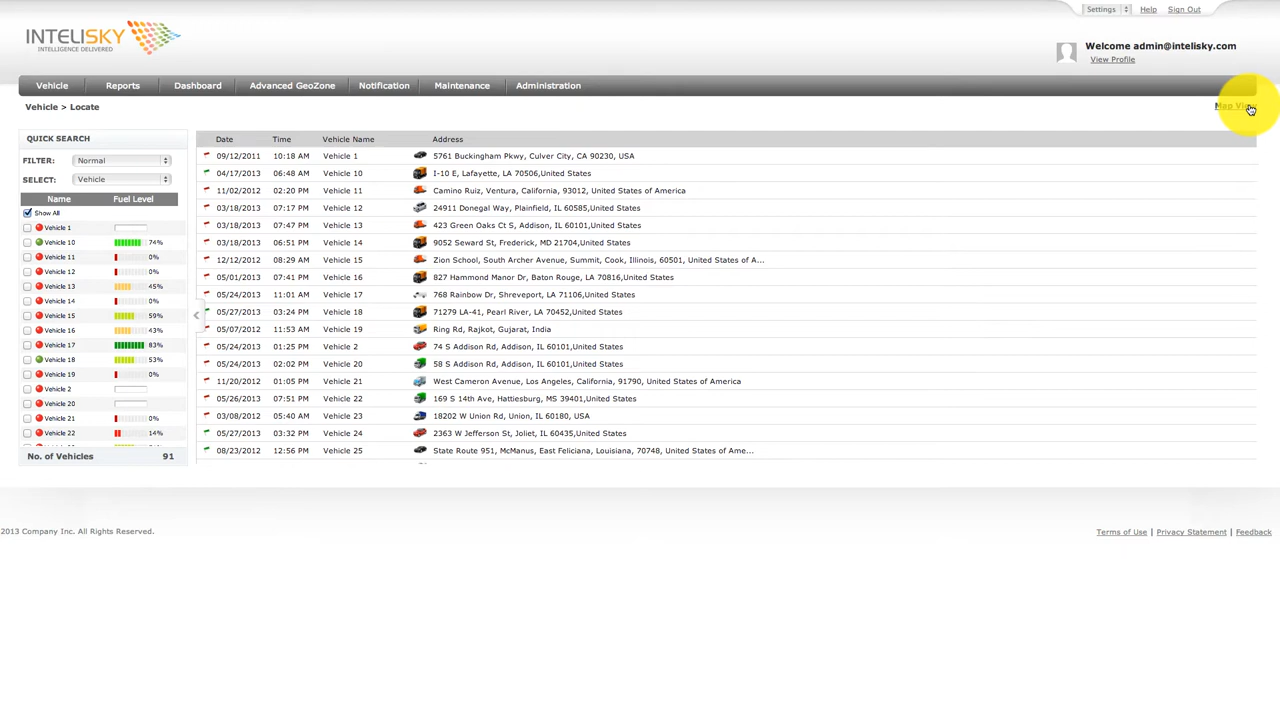 Settings Help Sign Out
INTELISKY
INTELLIGENCE DELIVERED
Welcome admin@intelisky.com
View Profile
Vehicle Reports Dashboard Advanced GeoZone Notification Maintenance Administration
Vehicle > Locate
Map View
QUICK SEARCH
FILTER: Normal
SELECT: Vehicle
Name Fuel Level
Show All
Vehicle 1
Vehicle 10 74%
Vehicle 11 0%
Vehicle 12 0%
Vehicle 13 45%
Vehicle 14 0%
Vehicle 15 59%
Vehicle 16 43%
Vehicle 17 83%
Vehicle 18 53%
Vehicle 19 0%
Vehicle 2
Vehicle 20
Vehicle 21 0%
Vehicle 22 14%
No. of Vehicles 91
Date Time Vehicle Name Address
09/12/2011 10:18 AM Vehicle 1 5761 Buckingham Pkwy, Culver City, CA 90230, USA
04/17/2013 06:48 AM Vehicle 10 I-10 E, Lafayette, LA 70506,United States
11/02/2012 02:20 PM Vehicle 11 Camino Ruiz, Ventura, California, 93012, United States of America
03/18/2013 07:17 PM Vehicle 12 24911 Donegal Way, Plainfield, IL 60585,United States
03/18/2013 07:47 PM Vehicle 13 423 Green Oaks Ct S, Addison, IL 60101,United States
03/18/2013 06:51 PM Vehicle 14 9052 Seward St, Frederick, MD 21704,United States
12/12/2012 08:29 AM Vehicle 15 Zion School, South Archer Avenue, Summit, Cook, Illinois, 60501, United States of A...
05/01/2013 07:41 PM Vehicle 16 827 Hammond Manor Dr, Baton Rouge, LA 70816,United States
05/24/2013 11:01 AM Vehicle 17 768 Rainbow Dr, Shreveport, LA 71106,United States
05/27/2013 03:24 PM Vehicle 18 71279 LA-41, Pearl River, LA 70452,United States
05/07/2012 11:53 AM Vehicle 19 Ring Rd, Rajkot, Gujarat, India
05/24/2013 01:25 PM Vehicle 2 74 S Addison Rd, Addison, IL 60101,United States
05/24/2013 02:02 PM Vehicle 20 58 S Addison Rd, Addison, IL 60101,United States
11/20/2012 01:05 PM Vehicle 21 West Cameron Avenue, Los Angeles, California, 91790, United States of America
05/26/2013 07:51 PM Vehicle 22 169 S 14th Ave, Hattiesburg, MS 39401,United States
03/08/2012 05:40 AM Vehicle 23 18202 W Union Rd, Union, IL 60180, USA
05/27/2013 03:32 PM Vehicle 24 2363 W Jefferson St, Joliet, IL 60435,United States
08/23/2012 12:56 PM Vehicle 25 State Route 951, McManus, East Feliciana, Louisiana, 70748, United States of Ame...
2013 Company Inc. All Rights Reserved.
Terms of Use | Privacy Statement | Feedback